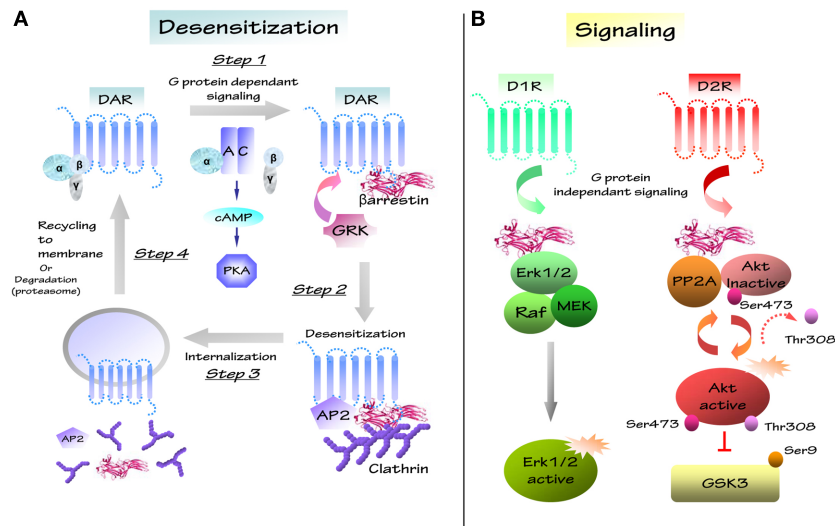 A
Desensitization
Step 1
G protein dependant
signaling
DAR
DAR
α
β
γ
α
A C
β
γ
βarrestin
cAMP
GRK
PKA
Recycling
to
membrane
Or
Degradation
(proteasome)
Step 4
Step 2
Desensitization
Internalization
Step 3
AP2
AP2
Clathrin
B
Signaling
D1R
D2R
G protein
independant signaling
Erk1/2
Raf
MEK
PP2A
Akt
Inactive
Ser473
Thr308
Akt
active
Ser473
Thr308
Ser9
Erk1/2
active
GSK3